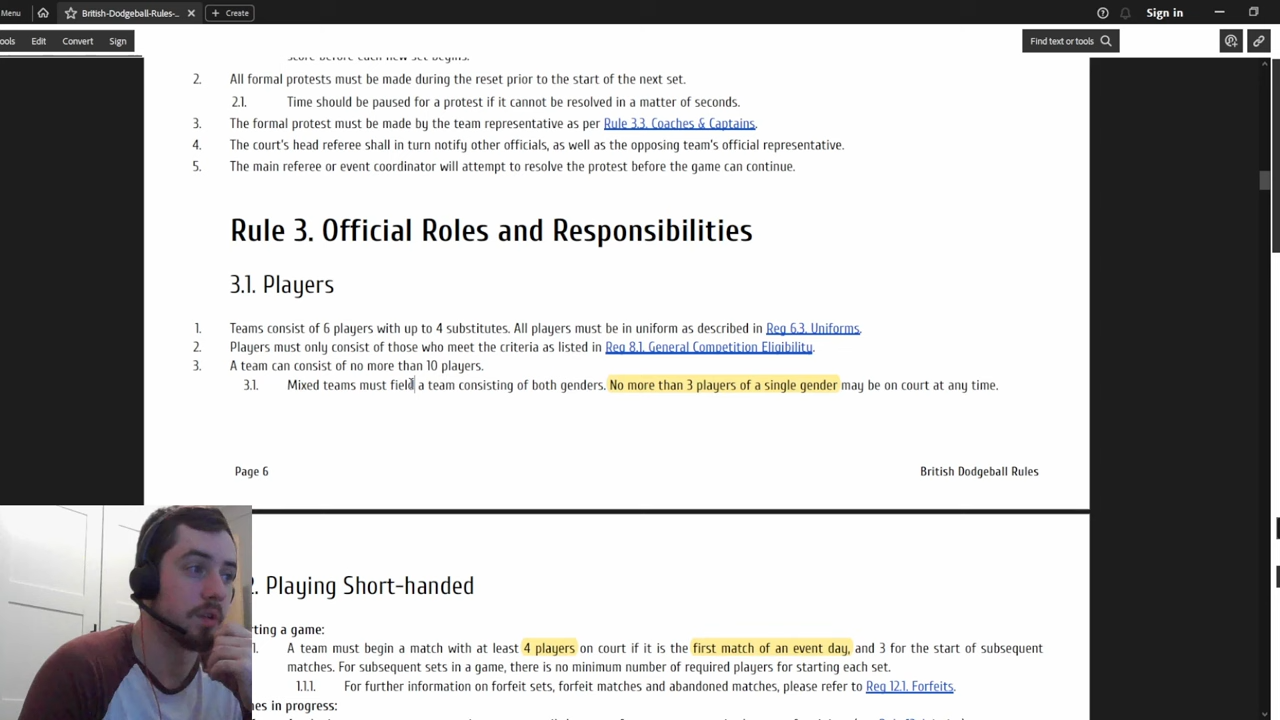 Menu
British-Dodgeball-Rules-...
Create
Sign in
Edit
Convert
Sign
Find text or tools
score before each new set begins.
2. All formal protests must be made during the reset prior to the start of the next set.
2.1. Time should be paused for a protest if it cannot be resolved in a matter of seconds.
3. The formal protest must be made by the team representative as per Rule 3.3. Coaches & Captains.
4. The court's head referee shall in turn notify other officials, as well as the opposing team's official representative.
5. The main referee or event coordinator will attempt to resolve the protest before the game can continue.
Rule 3. Official Roles and Responsibilities
3.1. Players
1. Teams consist of 6 players with up to 4 substitutes. All players must be in uniform as described in Reg 6.3. Uniforms.
2. Players must only consist of those who meet the criteria as listed in Reg 8.1. General Competition Eligibility.
3. A team can consist of no more than 10 players.
3.1. Mixed teams must field a team consisting of both genders. No more than 3 players of a single gender may be on court at any time.
Page 6
British Dodgeball Rules
2. Playing Short-handed
rting a game:
A team must begin a match with at least 4 players on court if it is the first match of an event day, and 3 for the start of subsequent
matches. For subsequent sets in a game, there is no minimum number of required players for starting each set.
1.1.1. For further information on forfeit sets, forfeit matches and abandoned matches, please refer to Reg 12.1. Forfeits.
es in progress: